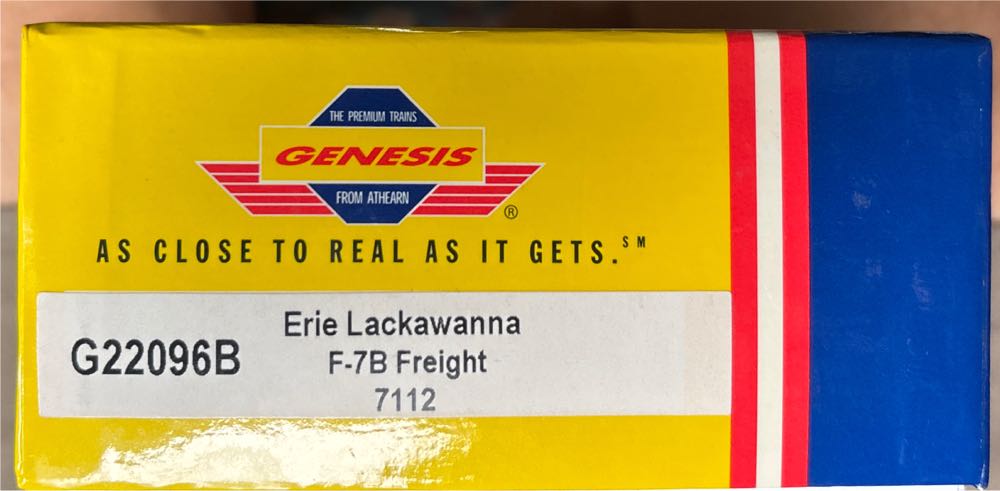 THE PREMIUM TRAINS
GENESIS
FROM ATHEARN
®
AS CLOSE TO REAL AS IT GETS.℠
Erie Lackawanna
G22096B
F-7B Freight
7112